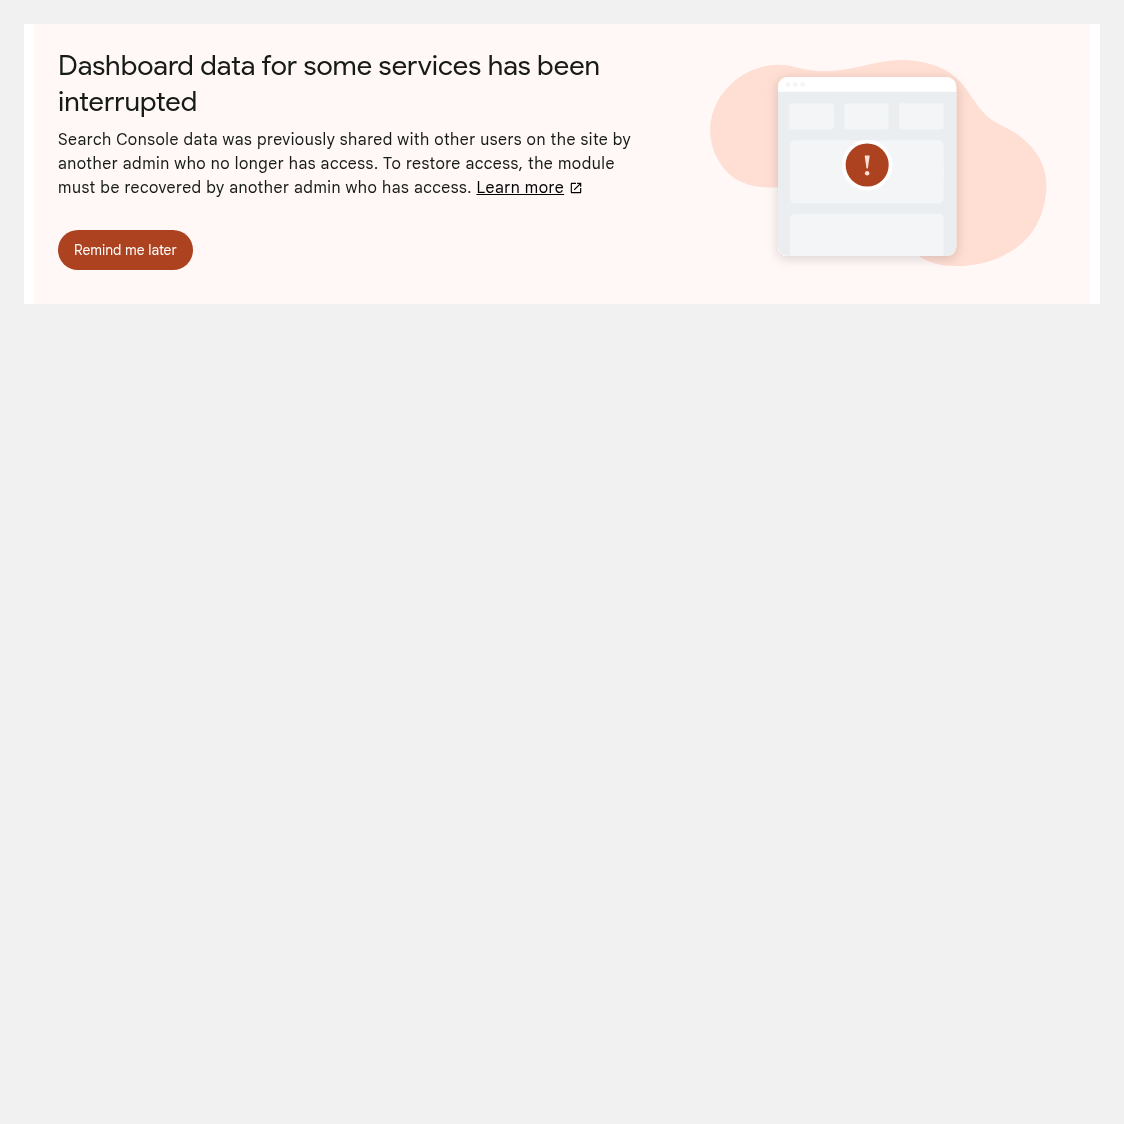 Dashboard data for some services has been
interrupted
Search Console data was previously shared with other users on the site by
another admin who no longer has access. To restore access, the module
must be recovered by another admin who has access. Learn more
Remind me later